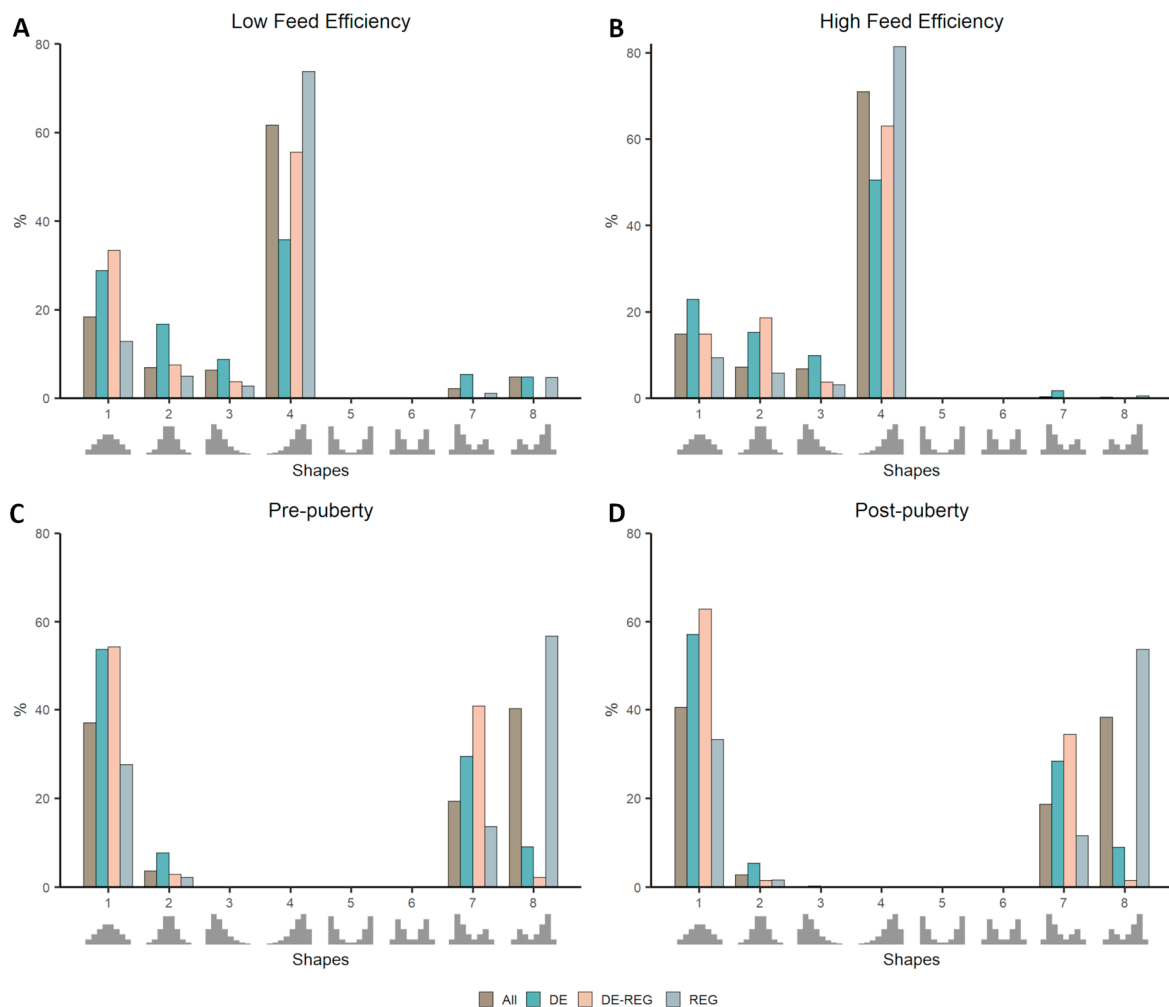 A Low Feed Efficiency
80
60
40
20
0
%
1 2 3 4 5 6 7 8
Shapes
B High Feed Efficiency
80
60
40
20
0
%
1 2 3 4 5 6 7 8
Shapes
C Pre-puberty
80
60
40
20
0
%
1 2 3 4 5 6 7 8
Shapes
D Post-puberty
80
60
40
20
0
%
1 2 3 4 5 6 7 8
Shapes
All DE DE-REG REG